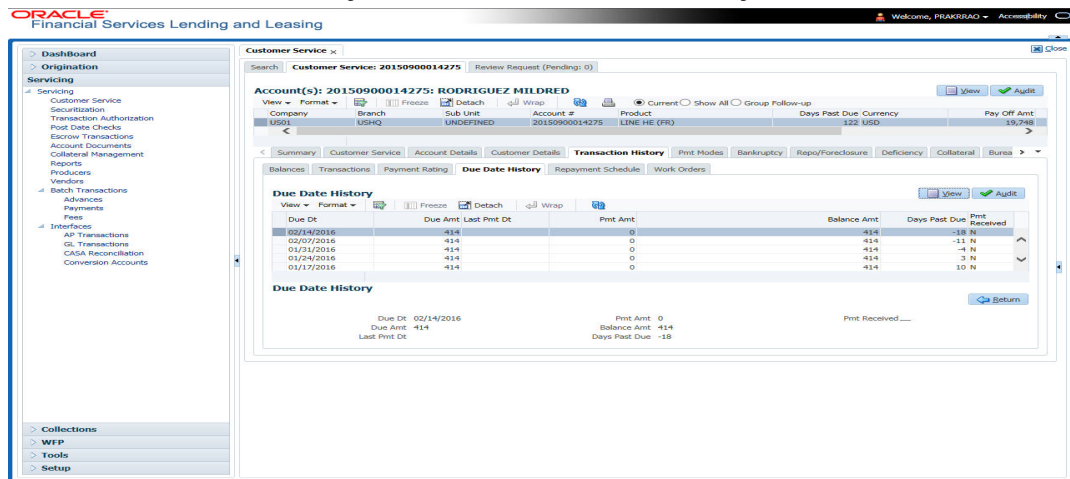 ORACLE
Financial Services Lending and Leasing
Welcome, PRAKRRAO Accessibility
Close
DashBoard
Origination
Servicing
Servicing
Customer Service
Securitization
Transaction Authorization
Post Date Checks
Escrow Transactions
Account Documents
Collateral Management
Reports
Producers
Vendors
Batch Transactions
Advances
Payments
Fees
Interfaces
AP Transactions
GL Transactions
CASA Reconciliation
Conversion Accounts
Collections
WFP
Tools
Setup
Customer Service x
Search Customer Service: 20150900014275 Review Request (Pending: 0)
Account(s): 20150900014275: RODRIGUEZ MILDRED View Audit
View Format Freeze Detach Wrap Current Show All Group Follow-up
Company Branch Sub Unit Account # Product Days Past Due Currency Pay Off Amt
US01 USHQ UNDEFINED 20150900014275 LINE HE (FR) 122 USD 19,748
Summary Customer Service Account Details Customer Details Transaction History Pmt Modes Bankruptcy Repo/Foreclosure Deficiency Collateral Burea
Balances Transactions Payment Rating Due Date History Repayment Schedule Work Orders
Due Date History View Audit
View Format Freeze Detach Wrap
Due Dt Due Amt Last Pmt Dt Pmt Amt Balance Amt Days Past Due Pmt Received
02/14/2016 414 0 414 -18 N
02/07/2016 414 0 414 -11 N
01/31/2016 414 0 414 -4 N
01/24/2016 414 0 414 3 N
01/17/2016 414 0 414 10 N
Due Date History
Return
Due Dt 02/14/2016 Pmt Amt 0 Pmt Received
Due Amt 414 Balance Amt 414
Last Pmt Dt Days Past Due -18